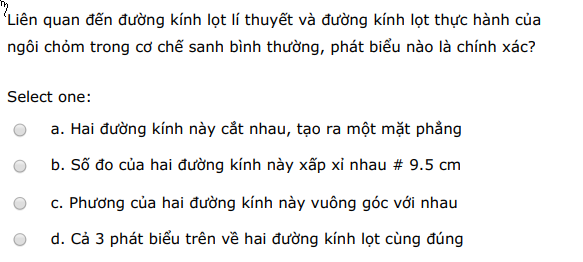 Liên quan đến đường kính lọt lí thuyết và đường kính lọt thực hành của
ngôi chỏm trong cơ chế sanh bình thường, phát biểu nào là chính xác?
Select one:
a. Hai đường kính này cắt nhau, tạo ra một mặt phẳng
b. Số đo của hai đường kính này xấp xỉ nhau # 9.5 cm
c. Phương của hai đường kính này vuông góc với nhau
d. Cả 3 phát biểu trên về hai đường kính lọt cùng đúng